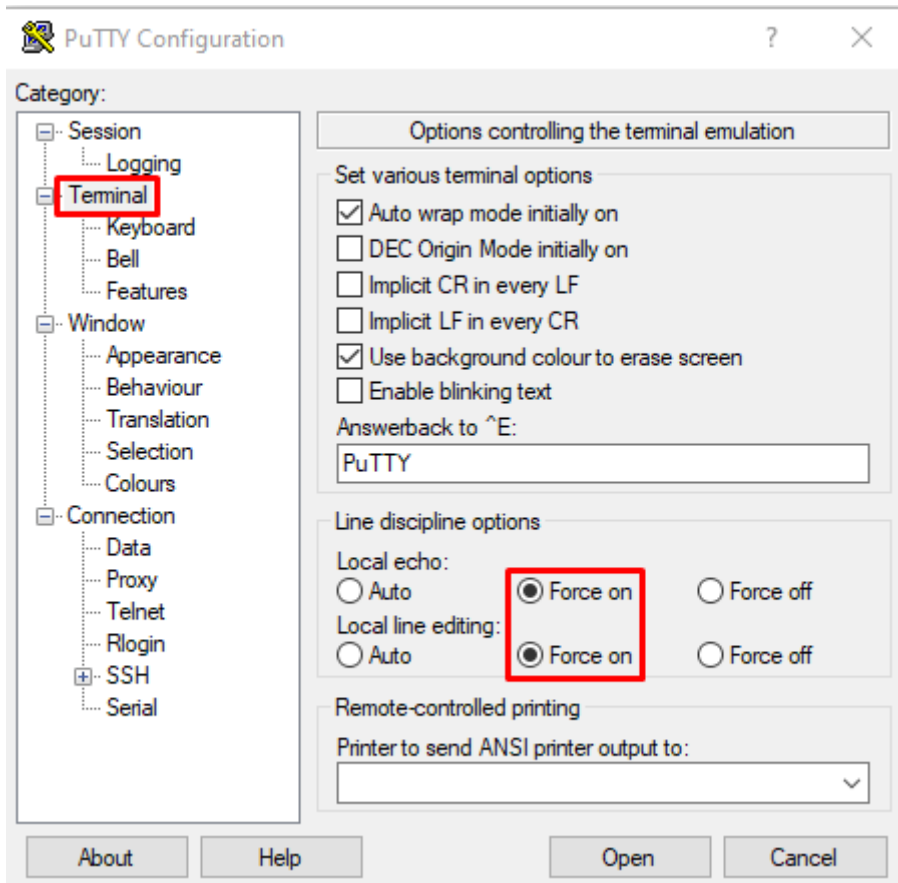 PuTTY Configuration
?
Category:
Session
Logging
Terminal
Keyboard
Bell
Features
Window
Appearance
Behaviour
Translation
Selection
Colours
Connection
Data
Proxy
Telnet
Rlogin
SSH
Serial
Options controlling the terminal emulation
Set various terminal options
Auto wrap mode initially on
DEC Origin Mode initially on
Implicit CR in every LF
Implicit LF in every CR
Use background colour to erase screen
Enable blinking text
Answerback to ^E:
PuTTY
Line discipline options
Local echo:
Auto Force on Force off
Local line editing:
Auto Force on Force off
Remote-controlled printing
Printer to send ANSI printer output to:
About Help Open Cancel